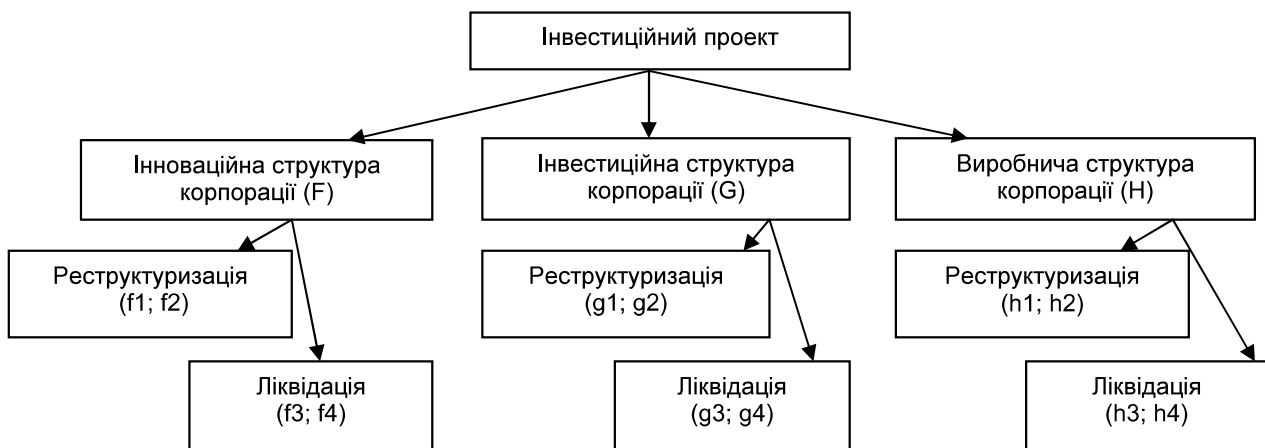 Інвестиційний проект
Інноваційна структура
корпорації (F)
Інвестиційна структура
корпорації (G)
Виробнича структура
корпорації (H)
Реструктуризація
(f1; f2)
Реструктуризація
(g1; g2)
Реструктуризація
(h1; h2)
Ліквідація
(f3; f4)
Ліквідація
(g3; g4)
Ліквідація
(h3; h4)